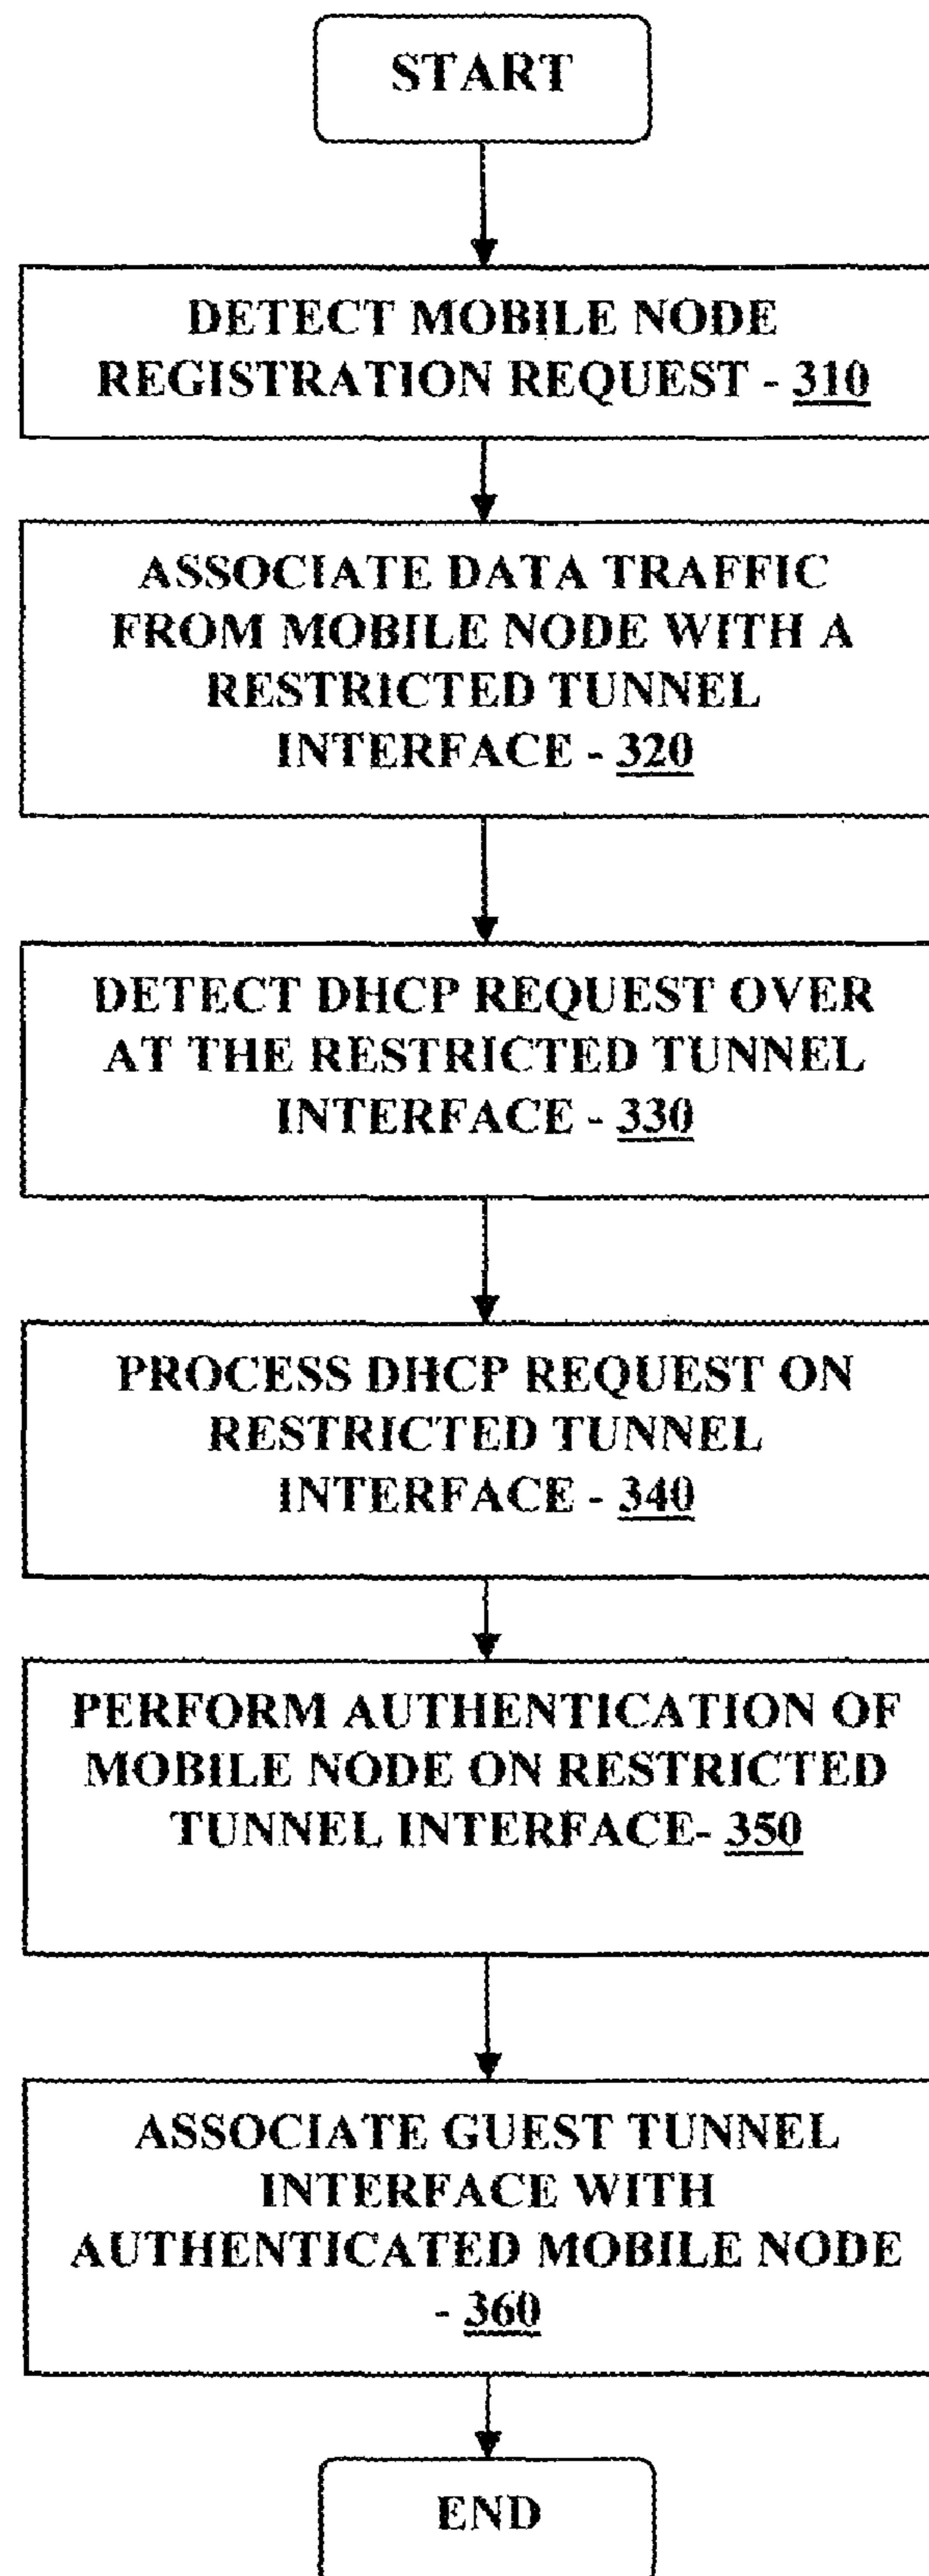 START
DETECT MOBILE NODE
REGISTRATION REQUEST - 310
ASSOCIATE DATA TRAFFIC
FROM MOBILE NODE WITH A
RESTRICTED TUNNEL
INTERFACE - 320
DETECT DHCP REQUEST OVER
AT THE RESTRICTED TUNNEL
INTERFACE - 330
PROCESS DHCP REQUEST ON
RESTRICTED TUNNEL
INTERFACE - 340
PERFORM AUTHENTICATION OF
MOBILE NODE ON RESTRICTED
TUNNEL INTERFACE- 350
ASSOCIATE GUEST TUNNEL
INTERFACE WITH
AUTHENTICATED MOBILE NODE
- 360
END